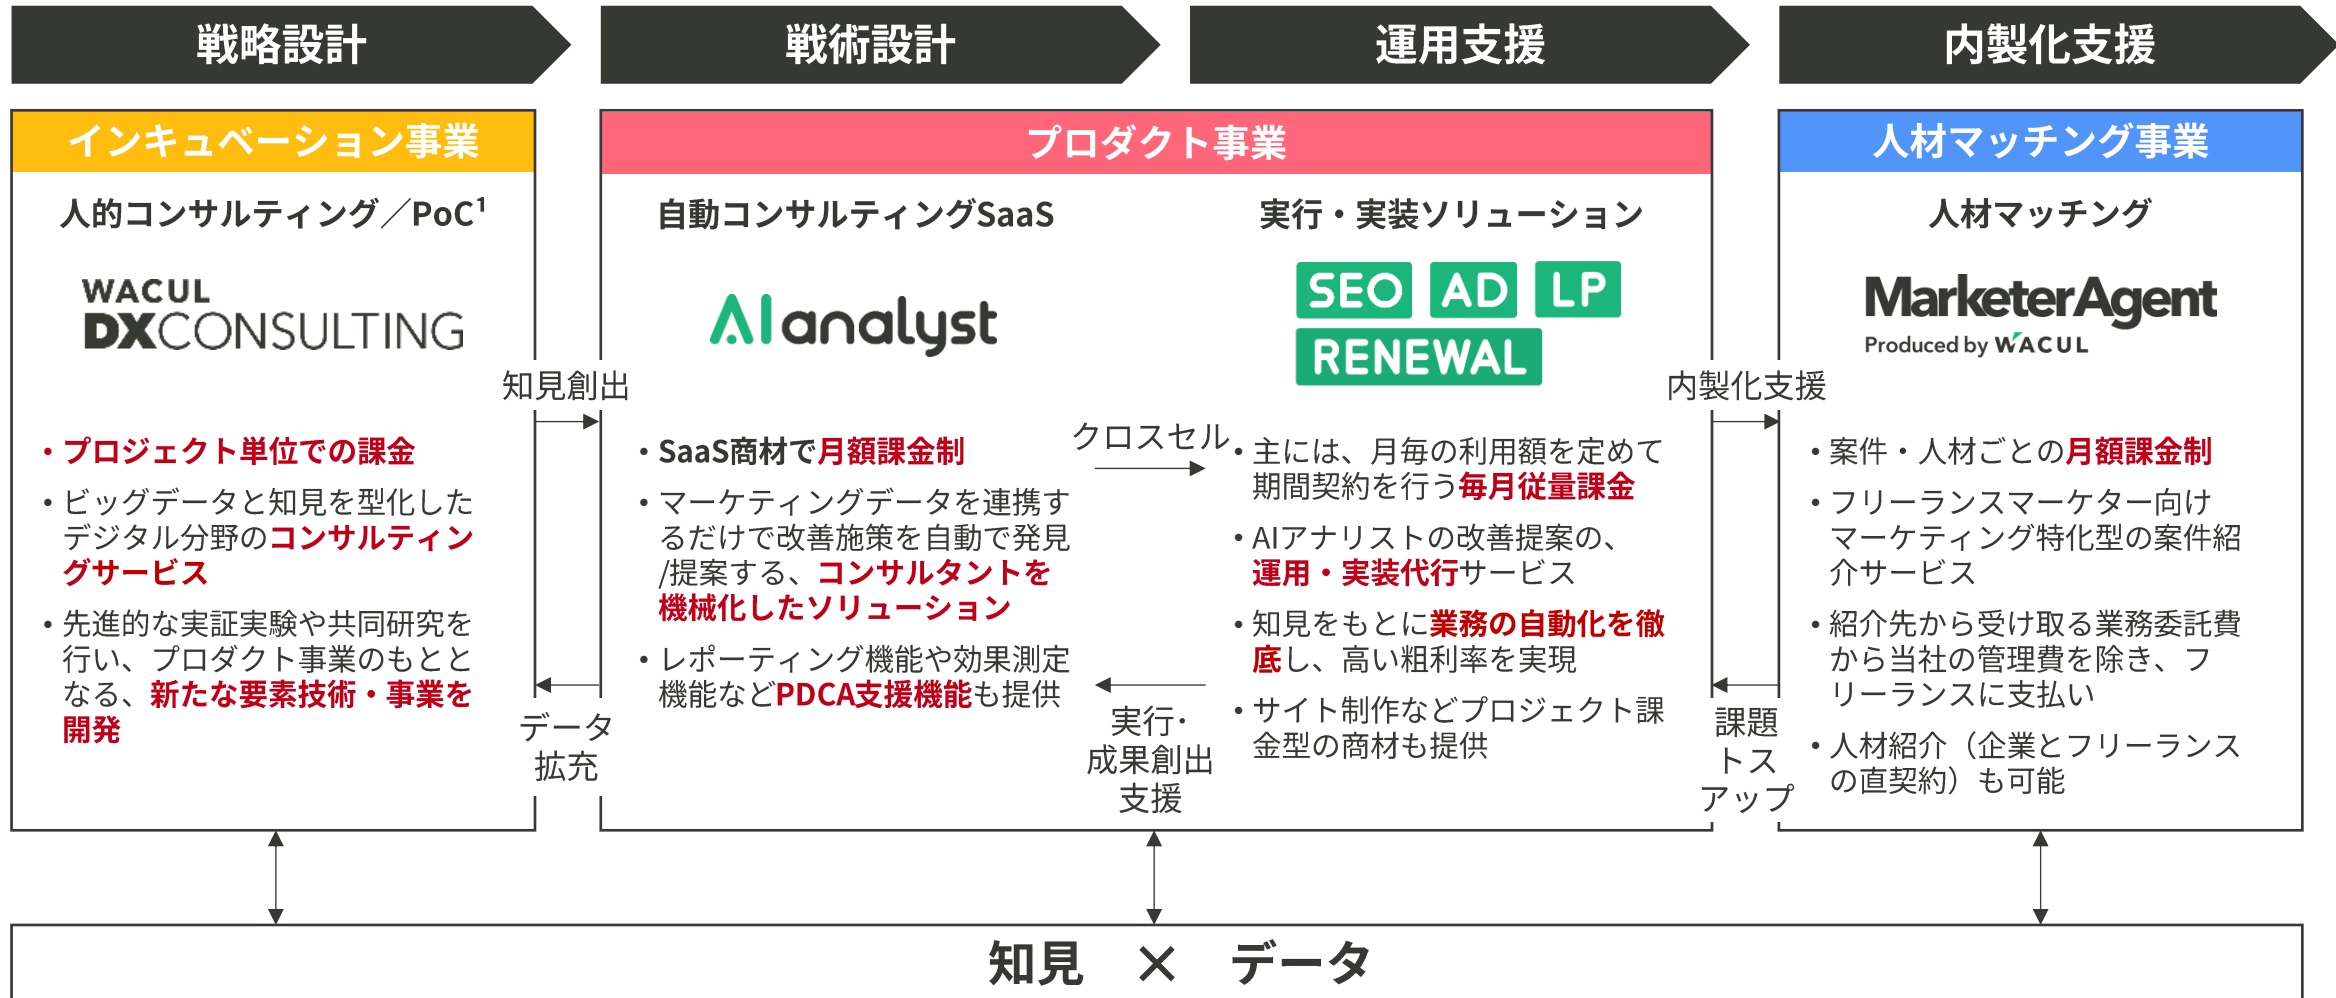 戦略設計
戦術設計
運用支援
内製化支援
インキュベーション事業
人的コンサルティング／PoC¹
WACUL
DXCONSULTING
・プロジェクト単位での課金
・ビッグデータと知見を型化した
デジタル分野のコンサルティン
グサービス
・先進的な実証実験や共同研究を
行い、プロダクト事業のもとと
なる、新たな要素技術・事業を
開発
知見創出
データ
拡充
プロダクト事業
自動コンサルティングSaaS
AI analyst
・SaaS商材で月額課金制
・マーケティングデータを連携す
るだけで改善施策を自動で発見
/提案する、コンサルタントを
機械化したソリューション
・レポーティング機能や効果測定
機能などPDCA支援機能も提供
クロスセル
実行・
成果創出
支援
実行・実装ソリューション
SEO AD LP
RENEWAL
・主には、月毎の利用額を定めて
期間契約を行う毎月従量課金
・AIアナリストの改善提案の、
運用・実装代行サービス
・知見をもとに業務の自動化を徹
底し、高い粗利率を実現
・サイト制作などプロジェクト課
金型の商材も提供
内製化支援
課題
トス
アップ
人材マッチング事業
人材マッチング
MarketerAgent
Produced by WACUL
・案件・人材ごとの月額課金制
・フリーランスマーケター向け
マーケティング特化型の案件紹
介サービス
・紹介先から受け取る業務委託費
から当社の管理費を除き、フ
リーランスに支払い
・人材紹介（企業とフリーランス
の直契約）も可能
知見　×　データ